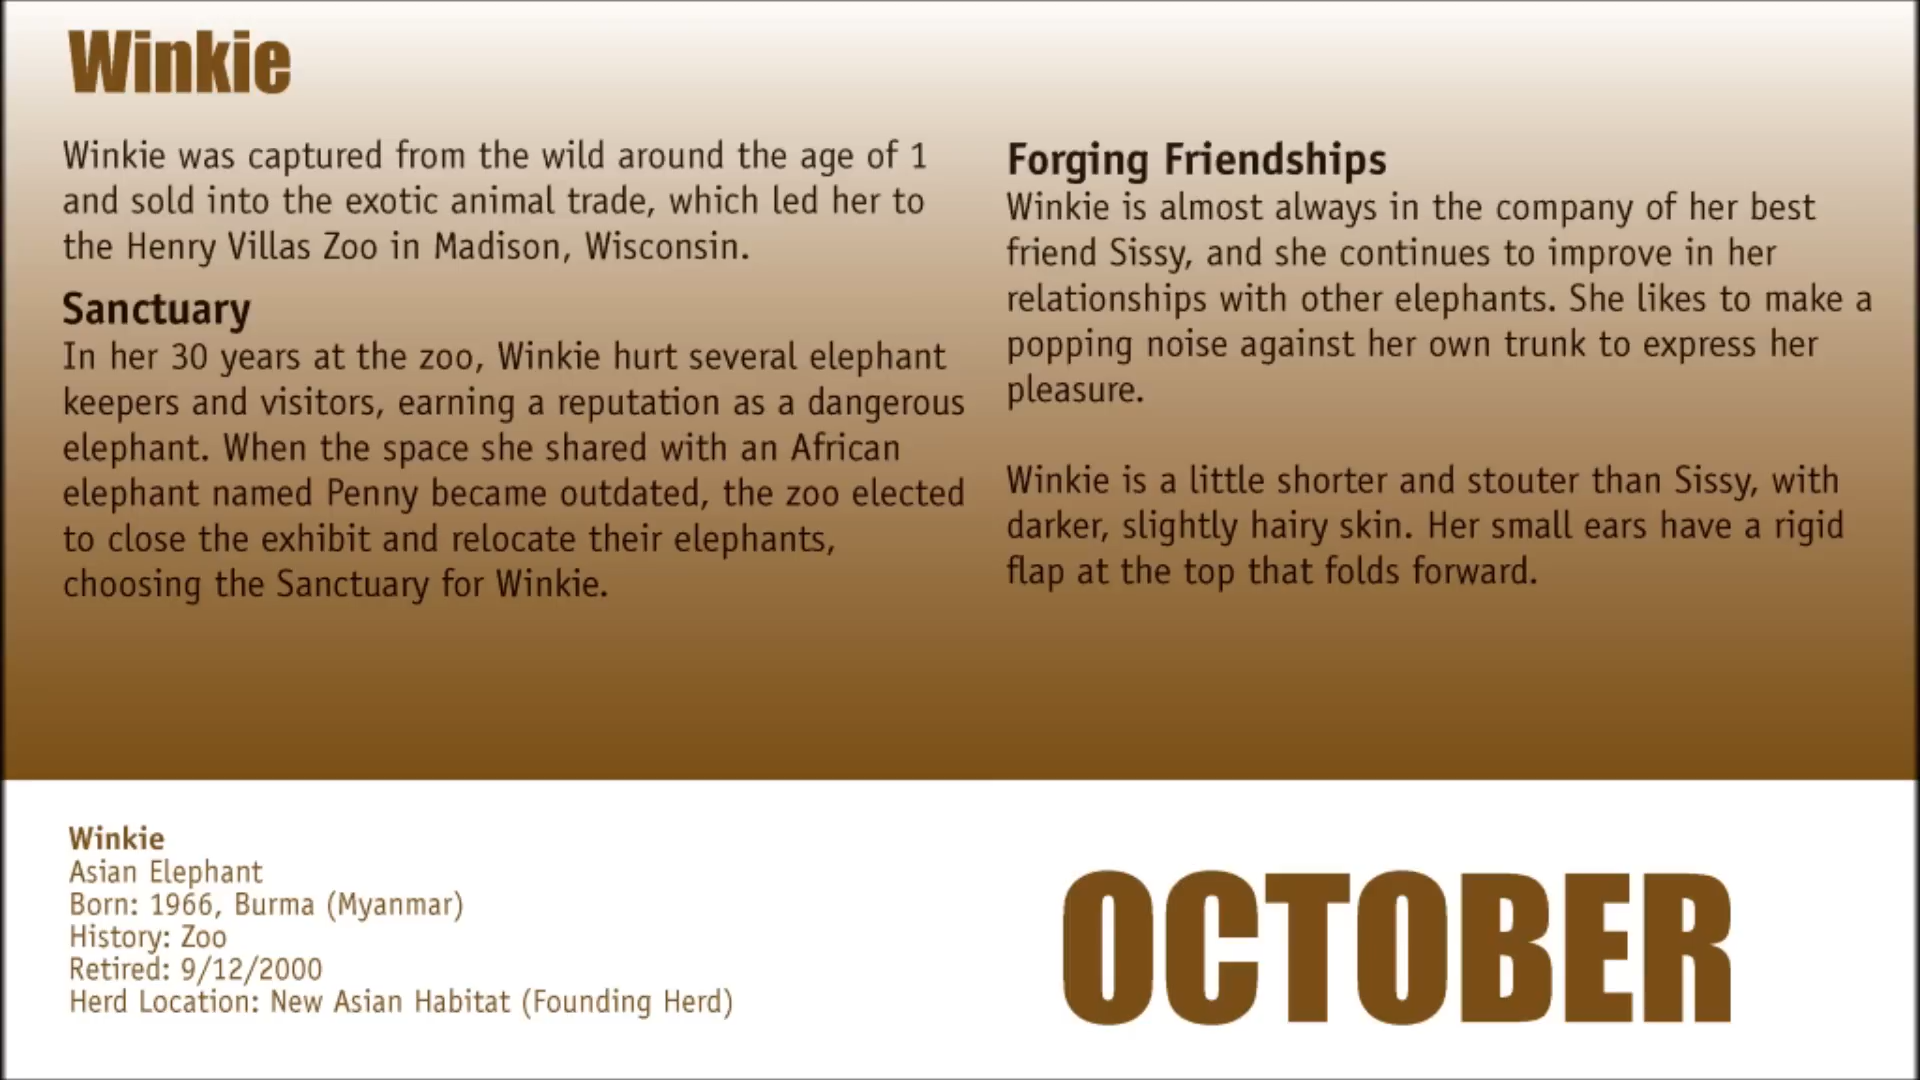 Winkie
Winkie was captured from the wild around the age of 1
and sold into the exotic animal trade, which led her to
the Henry Villas Zoo in Madison, Wisconsin.
Sanctuary
In her 30 years at the zoo, Winkie hurt several elephant
keepers and visitors, earning a reputation as a dangerous
elephant. When the space she shared with an African
elephant named Penny became outdated, the zoo elected
to close the exhibit and relocate their elephants,
choosing the Sanctuary for Winkie.
Forging Friendships
Winkie is almost always in the company of her best
friend Sissy, and she continues to improve in her
relationships with other elephants. She likes to make a
popping noise against her own trunk to express her
pleasure.
Winkie is a little shorter and stouter than Sissy, with
darker, slightly hairy skin. Her small ears have a rigid
flap at the top that folds forward.
Winkie
Asian Elephant
Born: 1966, Burma (Myanmar)
History: Zoo
Retired: 9/12/2000
Herd Location: New Asian Habitat (Founding Herd)
OCTOBER